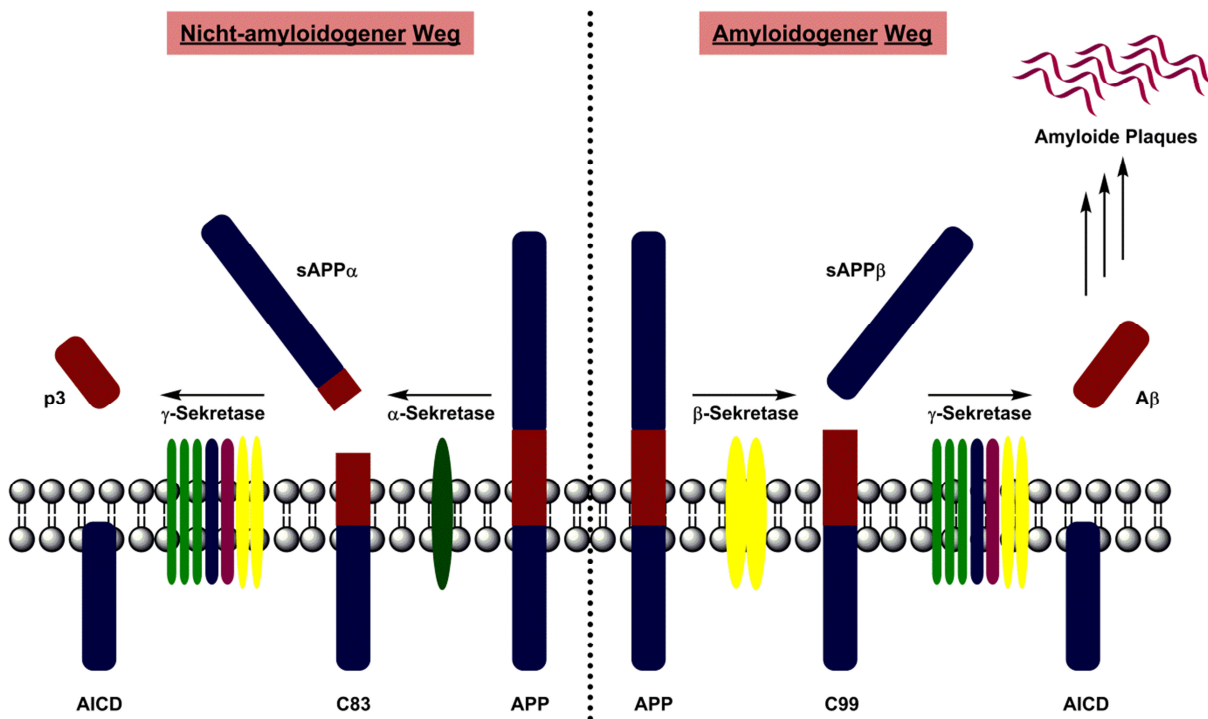 Nicht-amyloidogener Weg
Amyloidogener Weg
Amyloide Plaques
sAPPα
sAPPβ
p3
γ-Sekretase
α-Sekretase
β-Sekretase
γ-Sekretase
Aβ
AICD
C83
APP
APP
C99
AICD